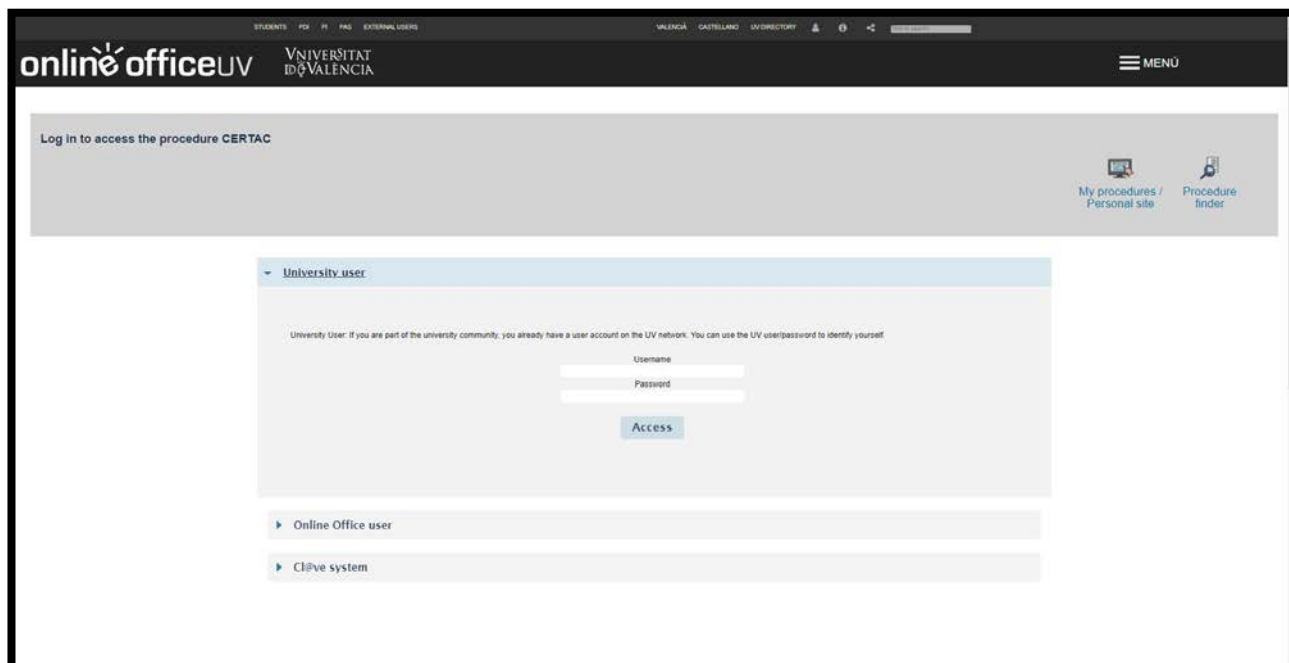 STUDENTS PDI PI PAS EXTERNAL USERS
VALENCIÀ CASTELLANO UV DIRECTORY
online officeUV
VNIVERSITAT
ID VALÈNCIA
MENÚ
Log in to access the procedure CERTAC
My procedures /
Personal site
Procedure
finder
University user
University User: If you are part of the university community, you already have a user account on the UV network. You can use the UV user/password to identify yourself.
Username
Password
Access
Online Office user
Cl@ve system